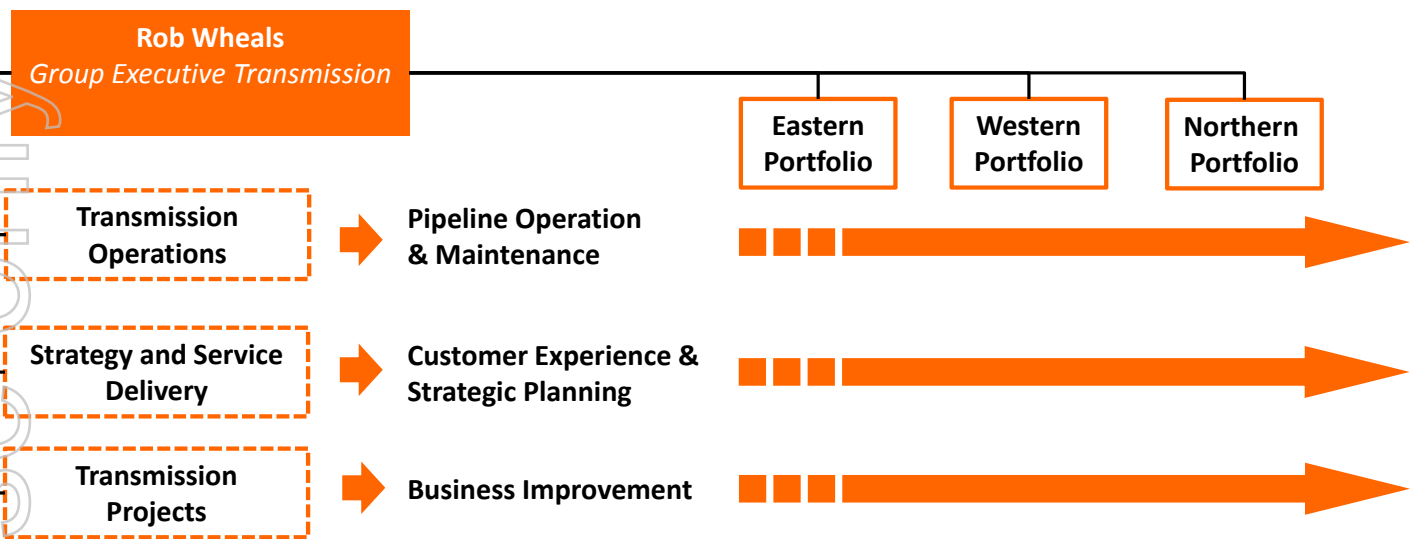 Rob Wheals
Group Executive Transmission
Eastern
Portfolio
Western
Portfolio
Northern
Portfolio
Transmission
Operations
Pipeline Operation
& Maintenance
Strategy and Service
Delivery
Customer Experience &
Strategic Planning
Transmission
Projects
Business Improvement